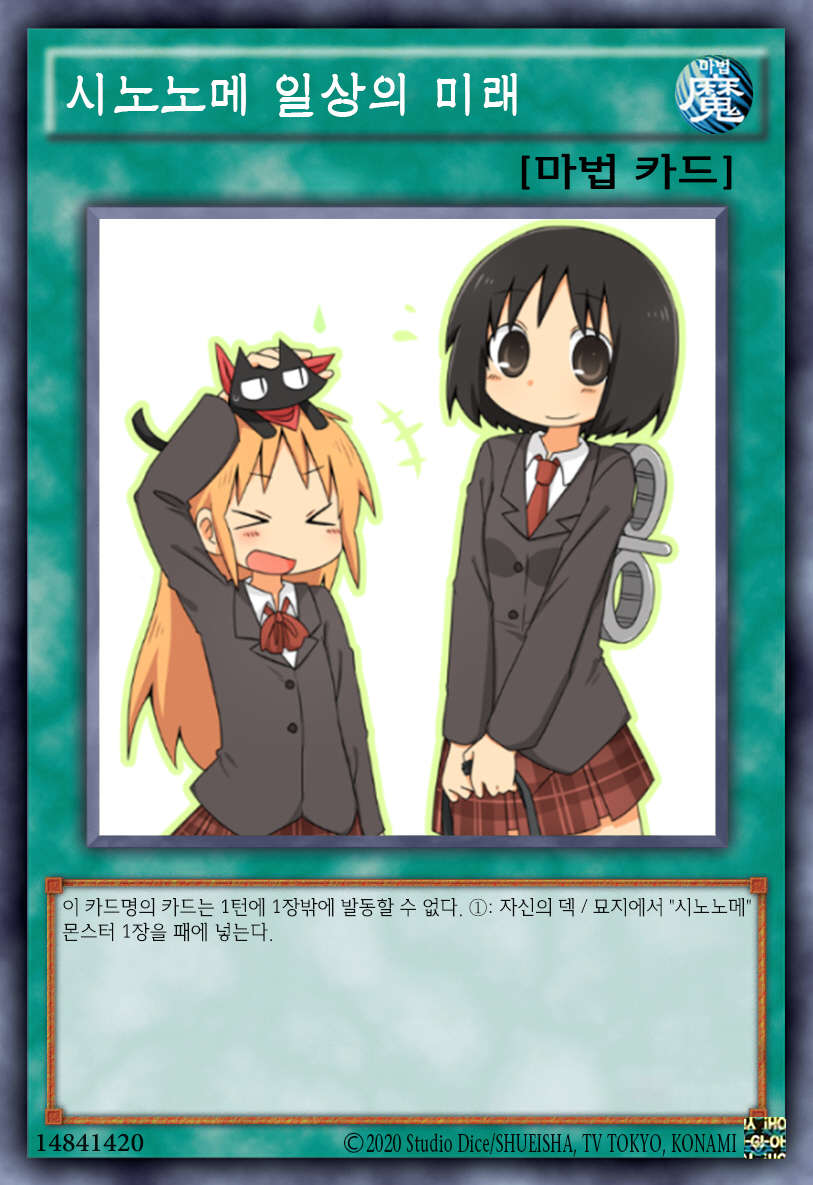 시노노메 일상의 미래
마법
魔
[마법 카드]
이 카드명의 카드는 1턴에 1장밖에 발동할 수 없다. ①: 자신의 덱 / 묘지에서 "시노노메"
몬스터 1장을 패에 넣는다.
14841420
©2020 Studio Dice/SHUEISHA, TV TOKYO, KONAMI